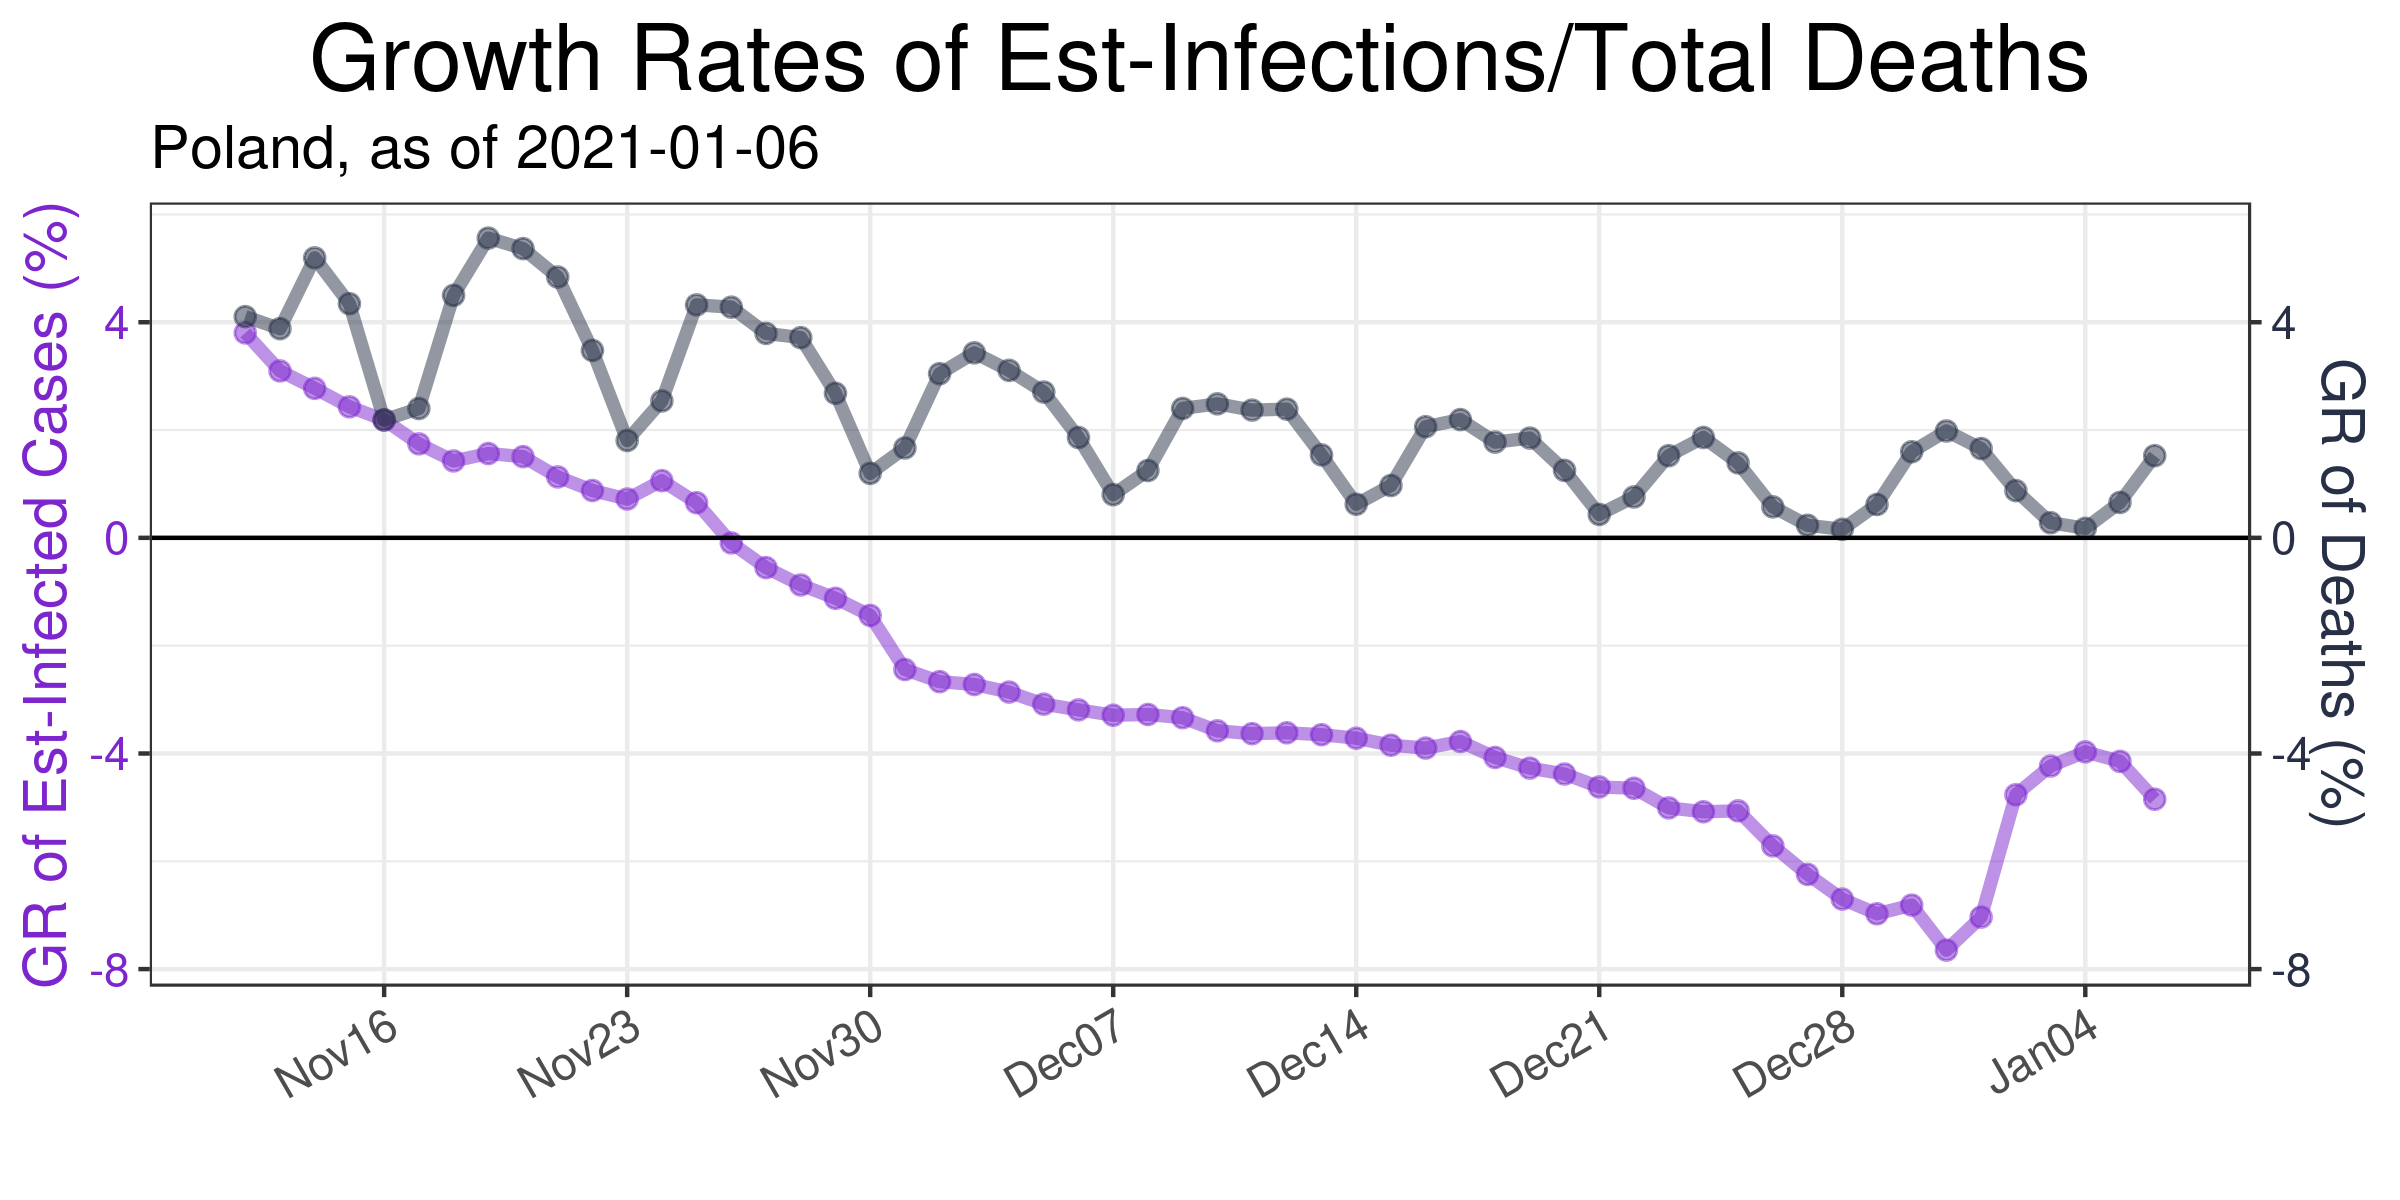 Growth Rates of Est-Infections/Total Deaths
Poland, as of 2021-01-06
GR of Est-Infected Cases (%)
4
0
-4
-8
4
0
-4
-8
GR of Deaths (%)
Nov16
Nov23
Nov30
Dec07
Dec14
Dec21
Dec28
Jan04